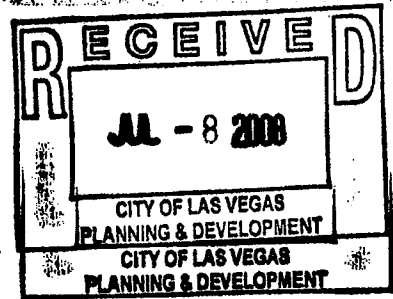 RECEIVED
JUL - 8 2008
CITY OF LAS VEGAS
PLANNING & DEVELOPMENT
CITY OF LAS VEGAS
PLANNING & DEVELOPMENT